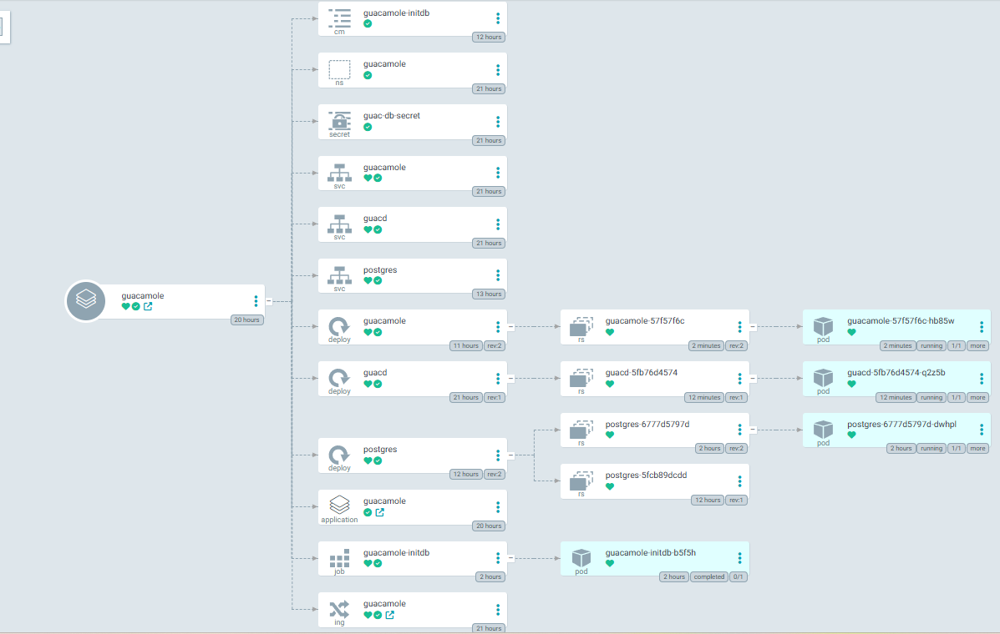 guacamole-initdb
cm
12 hours
guacamole
ns
21 hours
guac-db-secret
secret
21 hours
guacamole
svc
21 hours
guacd
svc
21 hours
postgres
svc
13 hours
guacamole
20 hours
guacamole
deploy
11 hours rev:2
guacamole-57f57f6c
rs
2 minutes rev:2
guacamole-57f57f6c-hb85w
pod
2 minutes running 1/1 more
guacd
deploy
21 hours rev:1
guacd-5fb76d4574
rs
12 minutes rev:1
guacd-5fb76d4574-q2z5b
pod
12 minutes running 1/1 more
postgres-6777d5797d
rs
2 hours rev:2
postgres-6777d5797d-dwhpl
pod
2 hours running 1/1 more
postgres
deploy
12 hours rev:2
postgres-5fcb89dcdd
rs
12 hours rev:1
guacamole
application
20 hours
guacamole-initdb
job
2 hours
guacamole-initdb-b5f5h
pod
2 hours completed 0/1
guacamole
ing
21 hours